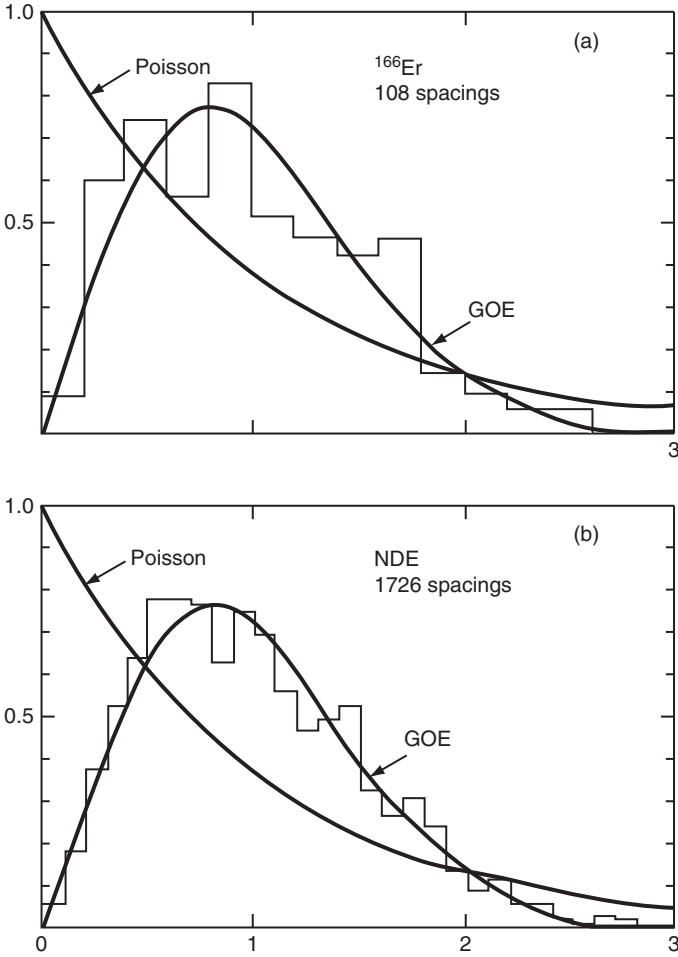 1.0
(a)
Poisson
¹⁶⁶Er
108 spacings
0.5
GOE
3
1.0
(b)
Poisson
NDE
1726 spacings
0.5
GOE
0
1
2
3